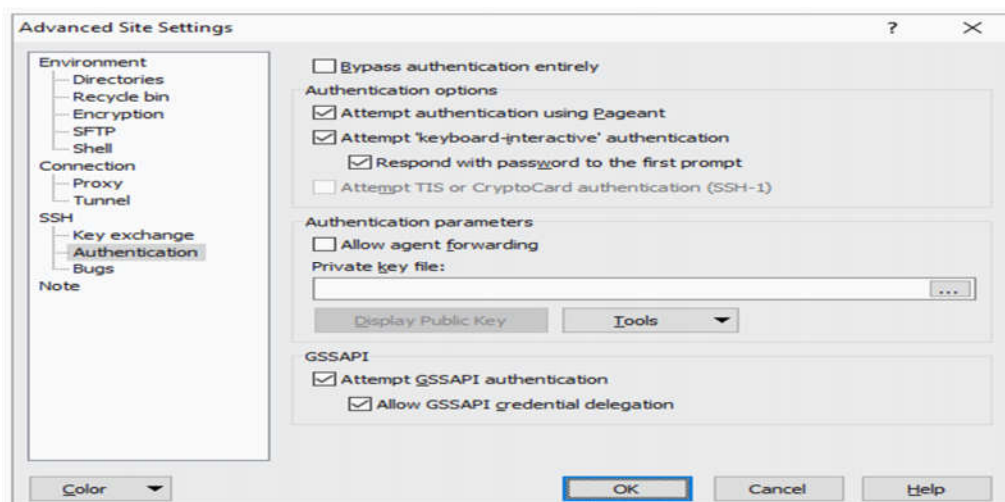 Advanced Site Settings ? ×
Environment
Directories
Recycle bin
Encryption
SFTP
Shell
Connection
Proxy
Tunnel
SSH
Key exchange
Authentication
Bugs
Note
Bypass authentication entirely
Authentication options
Attempt authentication using Pageant
Attempt 'keyboard-interactive' authentication
Respond with password to the first prompt
Attempt TIS or CryptoCard authentication (SSH-1)
Authentication parameters
Allow agent forwarding
Private key file:
...
Display Public Key Tools
GSSAPI
Attempt GSSAPI authentication
Allow GSSAPI credential delegation
Color OK Cancel Help